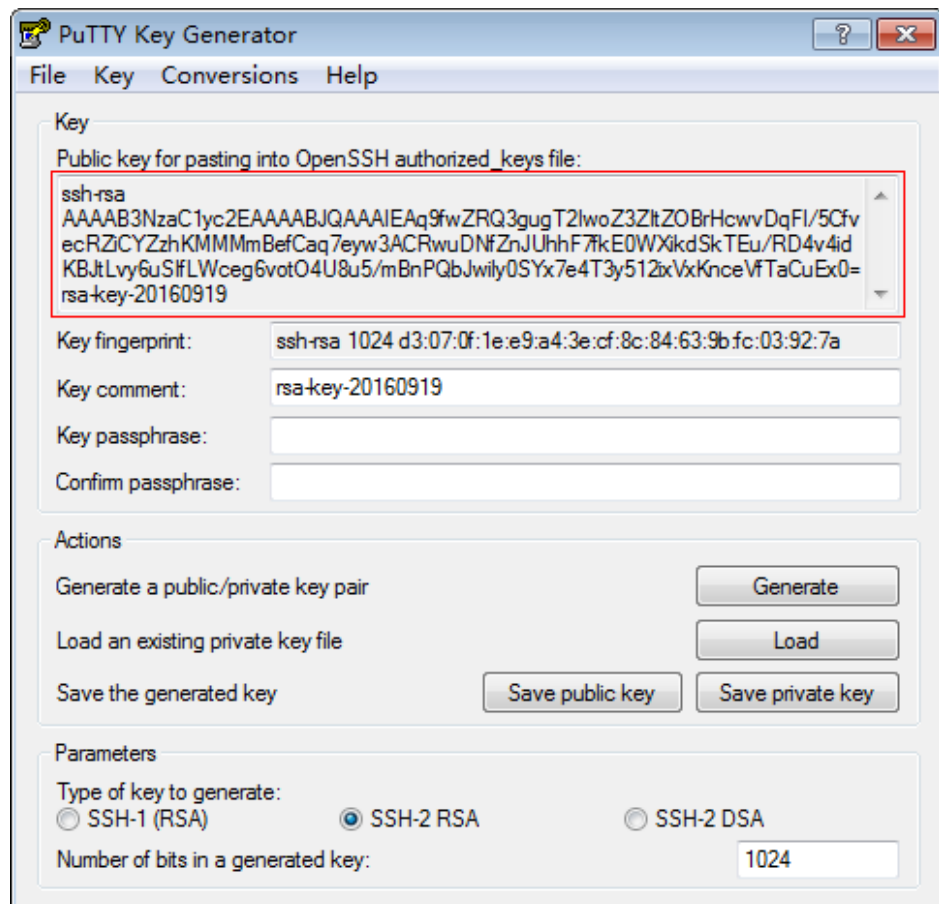 PuTTY Key Generator
File Key Conversions Help
Key
Public key for pasting into OpenSSH authorized_keys file:
ssh-rsa
AAAAB3NzaC1yc2EAAAABJQAAAIEAq9fwZRQ3gugT2lwoZ3ZltZOBrHcwvDqFI/5Cfv
ecRZiCYZzhKMMMmBefCaq7eyw3ACRwuDNfZnJUhhF7fkE0WXikdSkTEu/RD4v4id
KBJtLvy6uSlfLWceg6votO4U8u5/mBnPQbJwily0SYx7e4T3y512ixVxKnceVfTaCuEx0=
rsa-key-20160919
Key fingerprint: ssh-rsa 1024 d3:07:0f:1e:e9:a4:3e:cf:8c:84:63:9b:fc:03:92:7a
Key comment: rsa-key-20160919
Key passphrase:
Confirm passphrase:
Actions
Generate a public/private key pair Generate
Load an existing private key file Load
Save the generated key Save public key Save private key
Parameters
Type of key to generate:
SSH-1 (RSA) SSH-2 RSA SSH-2 DSA
Number of bits in a generated key: 1024